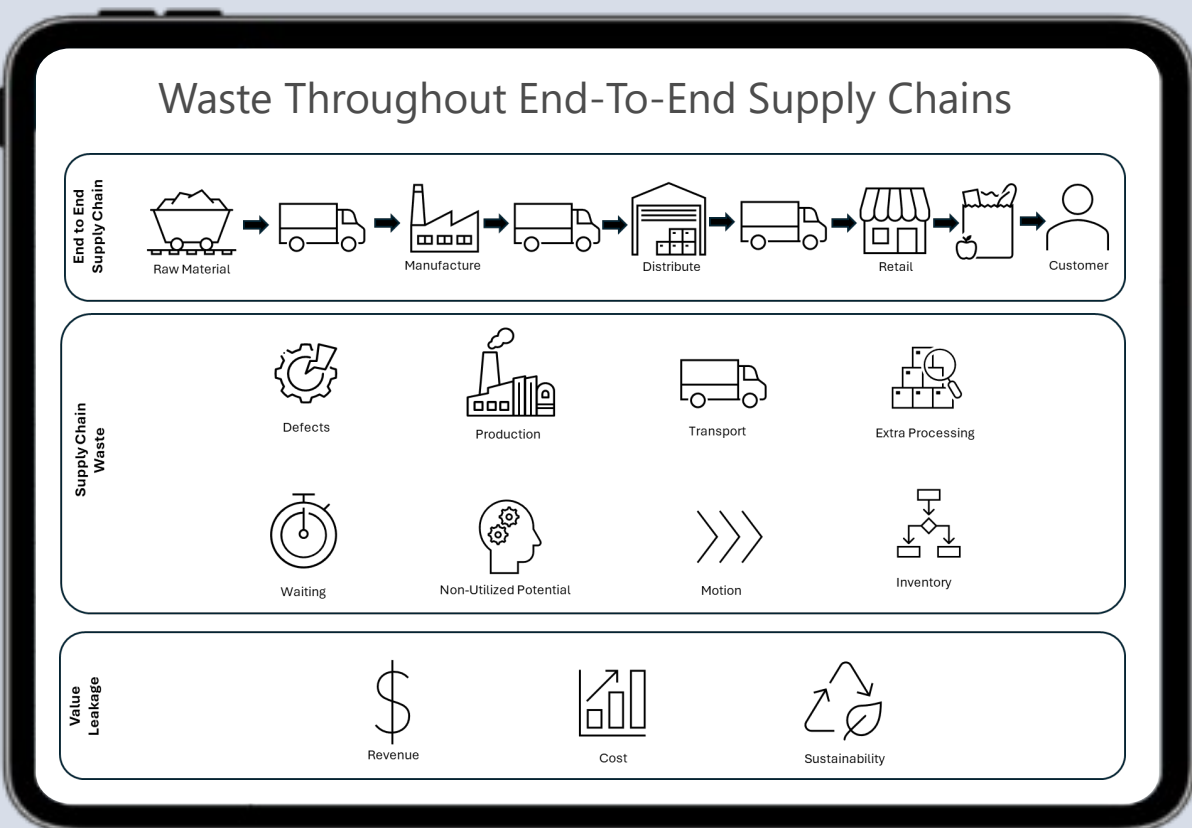 Waste Throughout End-To-End Supply Chains
End to End
Supply Chain
Raw Material
Manufacture
Distribute
Retail
Customer
Supply Chain
Waste
Defects
Production
Transport
Extra Processing
Waiting
Non-Utilized Potential
Motion
Inventory
Value
Leakage
Revenue
Cost
Sustainability